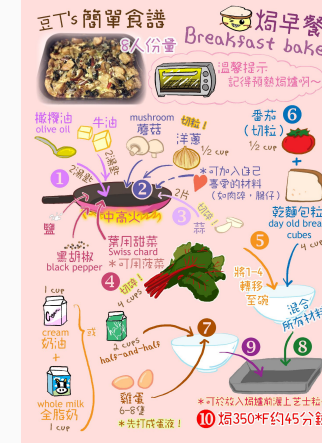 豆丁's 簡單食譜
8人份量
焗早餐
Breakfast bake
溫馨提示
記得預熱焗爐啊～
橄欖油
olive oil
牛油
2湯匙
2湯匙
mushroom
蘑菇
切粒！
洋蔥
1/2 cup
1/2 cup
番茄
(切粒)
6
+
1
2
*可加入自己
喜愛的材料
(如肉碎，腸仔)
中高火
鹽
3
2片
蒜
切碎
黑胡椒
black pepper
葉用甜菜
Swiss chard
*可用菠菜
4
切碎
4 cups
乾麵包粒
day old bread
cubes
4 cups
5
將1-4
轉移
至碗
混合
所有材料
1 cup
cream
奶油
+
whole milk
全脂奶
1 cup
或
2 cups
half-and-half
雞蛋
6-8隻
*先打成蛋液！
7
8
9
*可於放入焗爐前灑上芝士粒
10 焗350°F約45分鐘